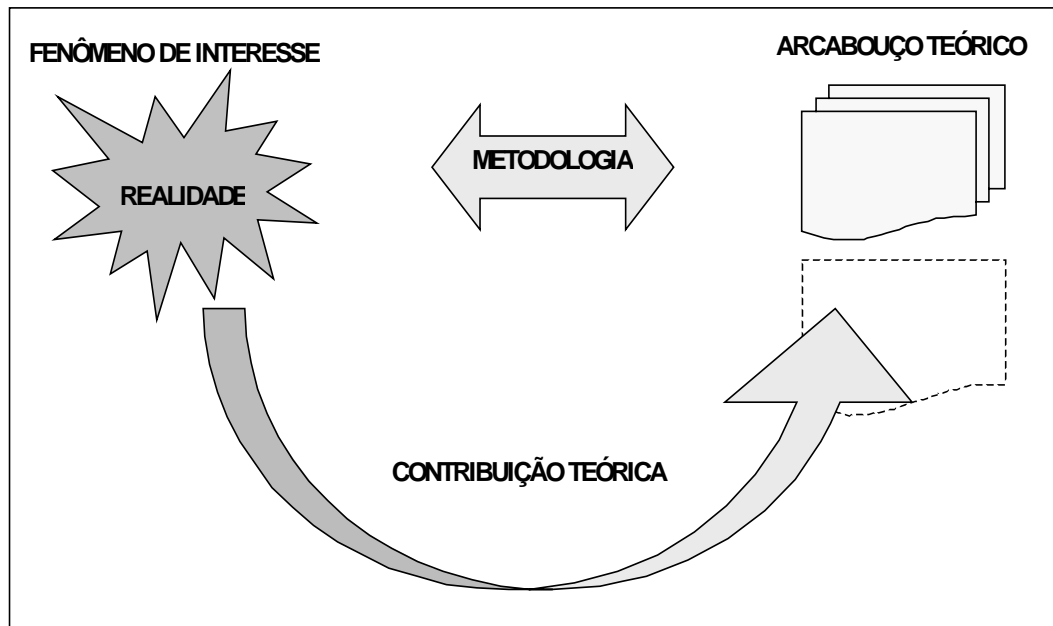 FENÔMENO DE INTERESSE
ARCABOUÇO TEÓRICO
METODOLOGIA
REALIDADE
CONTRIBUIÇÃO TEÓRICA